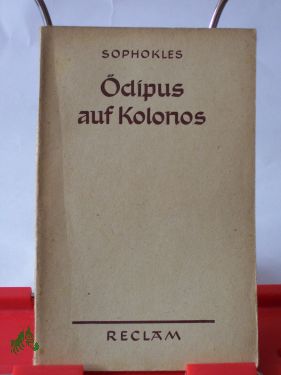 SOPHOKLES
Ödipus
auf Kolonos
RECLAM